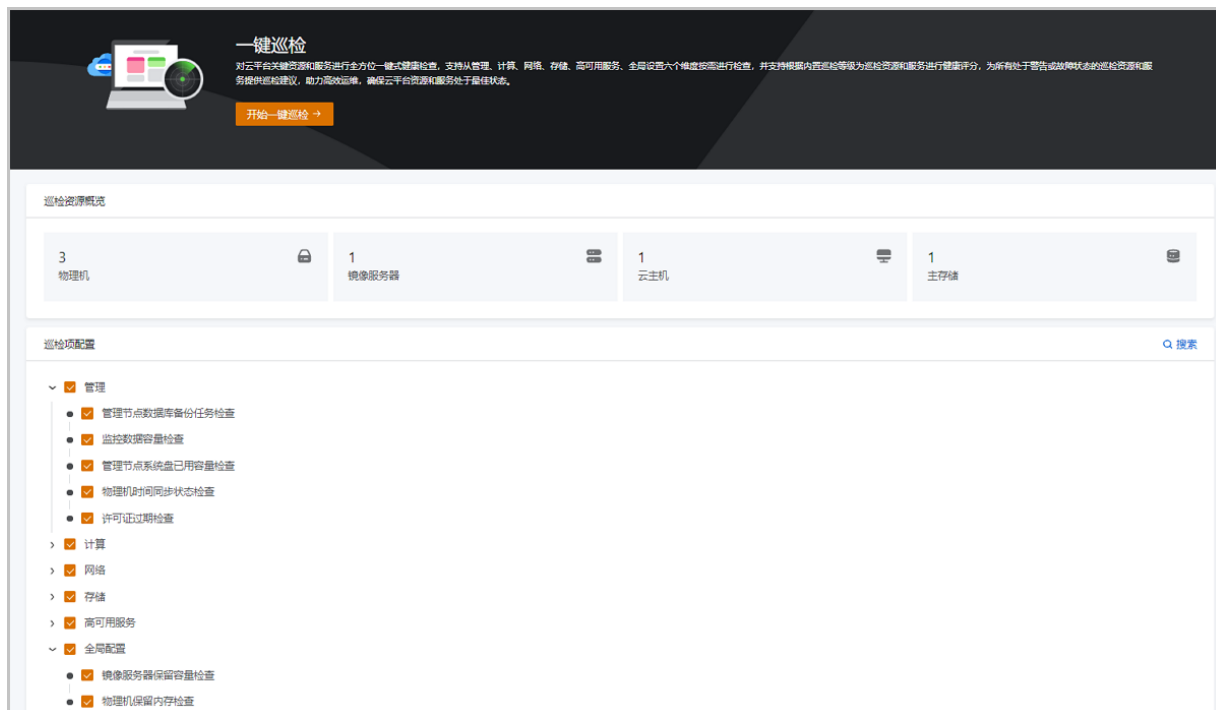 一键巡检
对云平台关键资源和服务进行全方位一键式健康检查，支持从管理、计算、网络、存储、高可用服务、全局设置六个维度按需进行检查，并支持根据内置巡检等级为巡检资源和服务进行健康评分，为所有处于警告或故障状态的巡检资源和服
务提供巡检建议，助力高效运维，确保云平台资源和服务处于最佳状态。
开始一键巡检 →
巡检资源概览
3
物理机
1
镜像服务器
1
云主机
1
主存储
巡检项配置
搜索
管理
管理节点数据库备份任务检查
监控数据容量检查
管理节点系统盘已用容量检查
物理机时间同步状态检查
许可证过期检查
计算
网络
存储
高可用服务
全局配置
镜像服务器保留容量检查
物理机保留内存检查